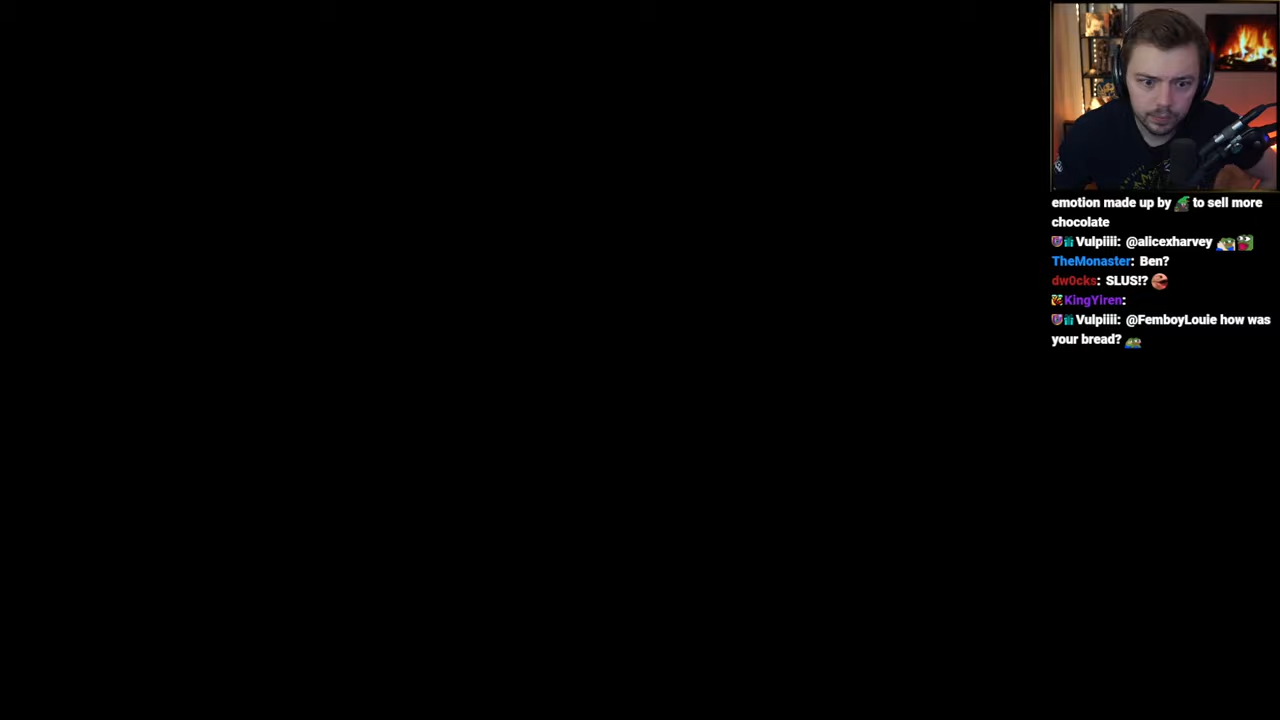 emotion made up by to sell more
chocolate
Vulpiiii: @alicexharvey
TheMonaster: Ben?
dw0cks: SLUS!?
KingYiren:
Vulpiiii: @FemboyLouie how was
your bread?